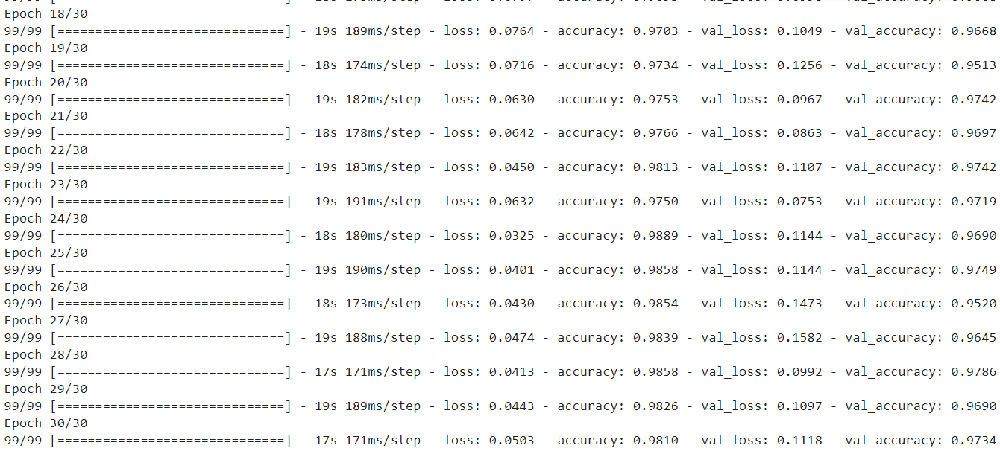 Epoch 18/30
99/99 [==============================] - 19s 189ms/step - loss: 0.0764 - accuracy: 0.9703 - val_loss: 0.1049 - val_accuracy: 0.9668
Epoch 19/30
99/99 [==============================] - 18s 174ms/step - loss: 0.0716 - accuracy: 0.9734 - val_loss: 0.1256 - val_accuracy: 0.9513
Epoch 20/30
99/99 [==============================] - 19s 182ms/step - loss: 0.0630 - accuracy: 0.9753 - val_loss: 0.0967 - val_accuracy: 0.9742
Epoch 21/30
99/99 [==============================] - 18s 178ms/step - loss: 0.0642 - accuracy: 0.9766 - val_loss: 0.0863 - val_accuracy: 0.9697
Epoch 22/30
99/99 [==============================] - 19s 183ms/step - loss: 0.0450 - accuracy: 0.9813 - val_loss: 0.1107 - val_accuracy: 0.9742
Epoch 23/30
99/99 [==============================] - 19s 191ms/step - loss: 0.0632 - accuracy: 0.9750 - val_loss: 0.0753 - val_accuracy: 0.9719
Epoch 24/30
99/99 [==============================] - 18s 180ms/step - loss: 0.0325 - accuracy: 0.9889 - val_loss: 0.1144 - val_accuracy: 0.9690
Epoch 25/30
99/99 [==============================] - 19s 190ms/step - loss: 0.0401 - accuracy: 0.9858 - val_loss: 0.1144 - val_accuracy: 0.9749
Epoch 26/30
99/99 [==============================] - 18s 173ms/step - loss: 0.0430 - accuracy: 0.9854 - val_loss: 0.1473 - val_accuracy: 0.9520
Epoch 27/30
99/99 [==============================] - 19s 188ms/step - loss: 0.0474 - accuracy: 0.9839 - val_loss: 0.1582 - val_accuracy: 0.9645
Epoch 28/30
99/99 [==============================] - 17s 171ms/step - loss: 0.0413 - accuracy: 0.9858 - val_loss: 0.0992 - val_accuracy: 0.9786
Epoch 29/30
99/99 [==============================] - 19s 189ms/step - loss: 0.0443 - accuracy: 0.9826 - val_loss: 0.1097 - val_accuracy: 0.9690
Epoch 30/30
99/99 [==============================] - 17s 171ms/step - loss: 0.0503 - accuracy: 0.9810 - val_loss: 0.1118 - val_accuracy: 0.9734